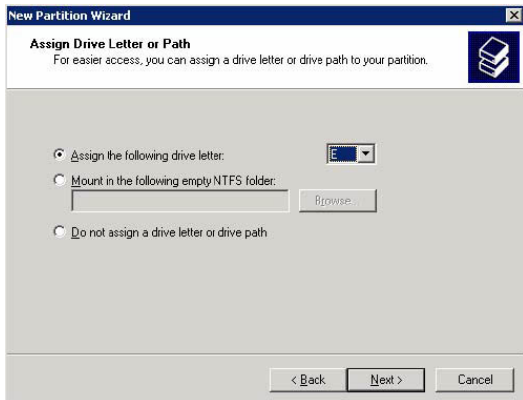 New Partition Wizard
Assign Drive Letter or Path
For easier access, you can assign a drive letter or drive path to your partition.
Assign the following drive letter:
E
Mount in the following empty NTFS folder:
Browse...
Do not assign a drive letter or drive path
< Back
Next >
Cancel